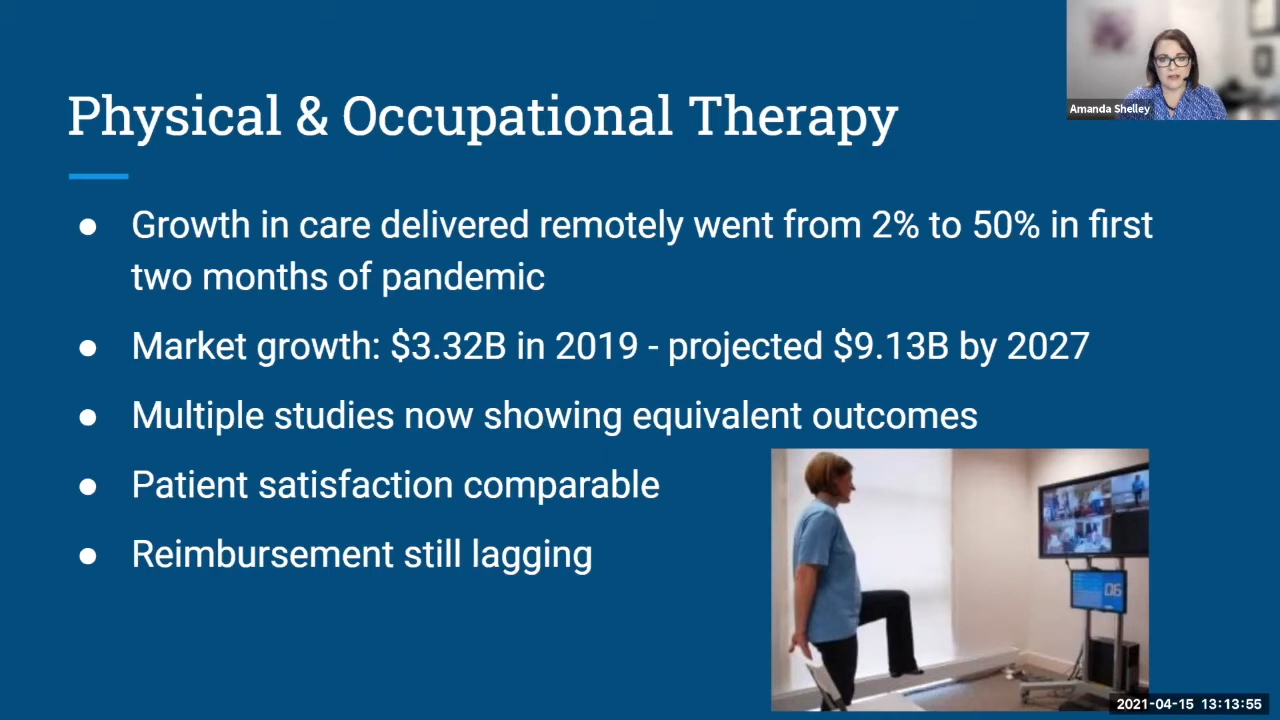 Amanda Shelley
Physical & Occupational Therapy
● Growth in care delivered remotely went from 2% to 50% in first
two months of pandemic
● Market growth: $3.32B in 2019 - projected $9.13B by 2027
● Multiple studies now showing equivalent outcomes
● Patient satisfaction comparable
● Reimbursement still lagging
06
2021-04-15 13:13:55